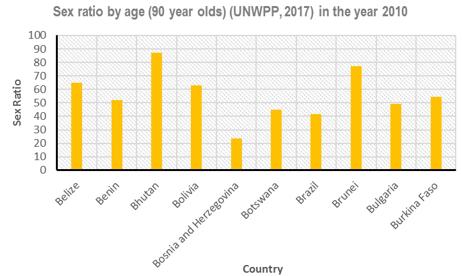 Sex ratio by age (90 year olds) (UNWPP, 2017) in the year 2010
100
90
80
70
60
50
40
30
20
10
0
Sex Ratio
Belize
Benin
Bhutan
Bolivia
Bosnia and Herzegovina
Botswana
Brazil
Brunei
Bulgaria
Burkina Faso
Country